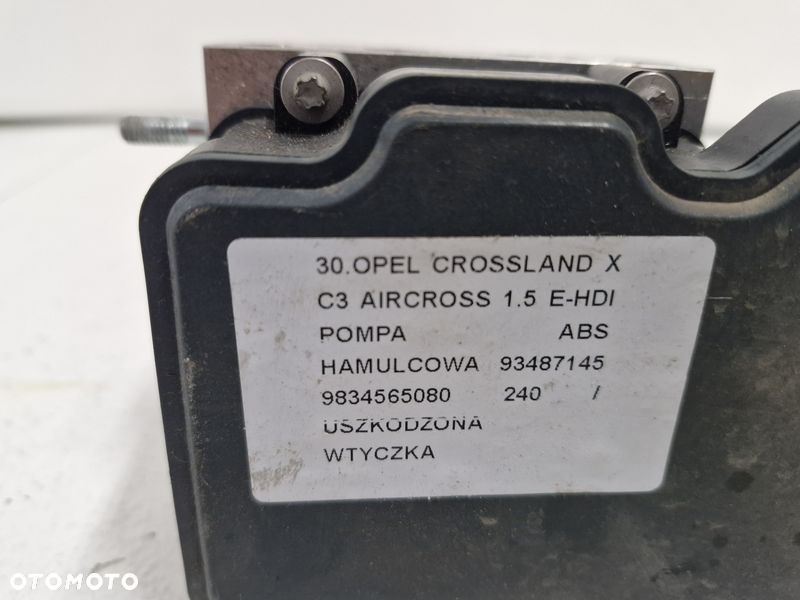 30.OPEL CROSSLAND X
C3 AIRCROSS 1.5 E-HDI
POMPA ABS
HAMULCOWA 93487145
9834565080 240 /
USZKODZONA
WTYCZKA
OTOMOTO